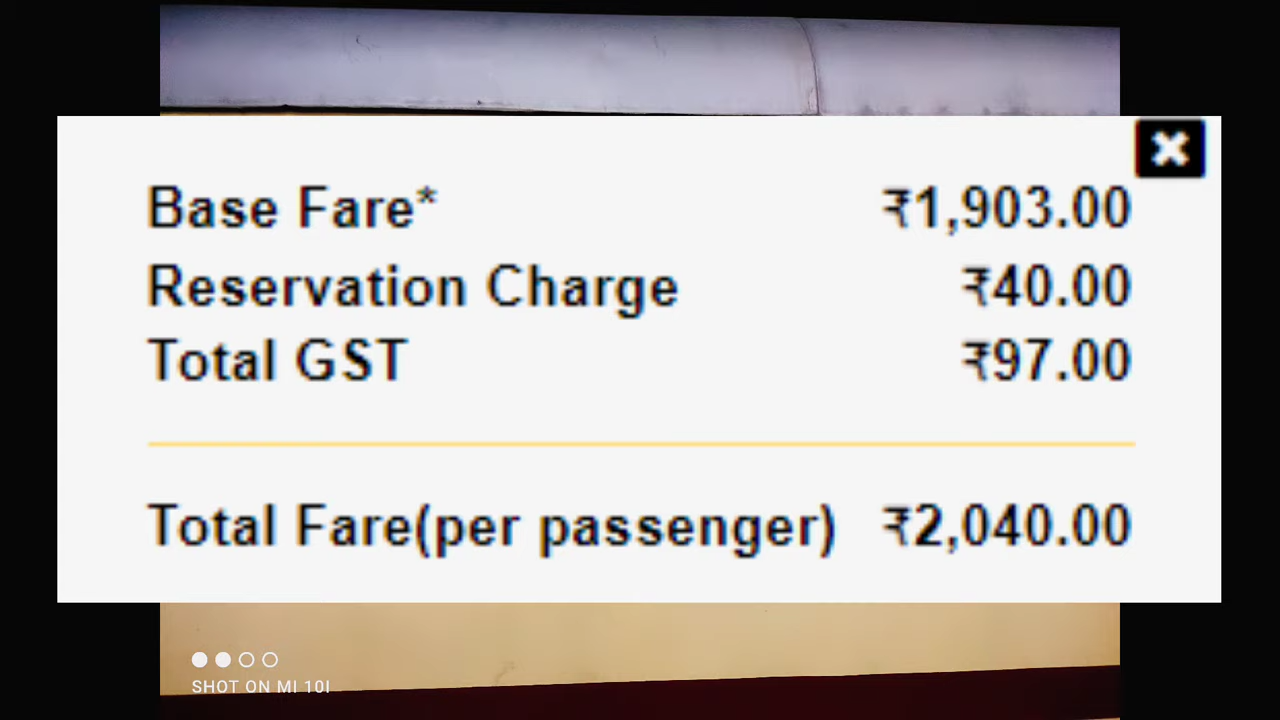 Base Fare* ₹1,903.00
Reservation Charge ₹40.00
Total GST ₹97.00
Total Fare(per passenger) ₹2,040.00
SHOT ON MI 10I